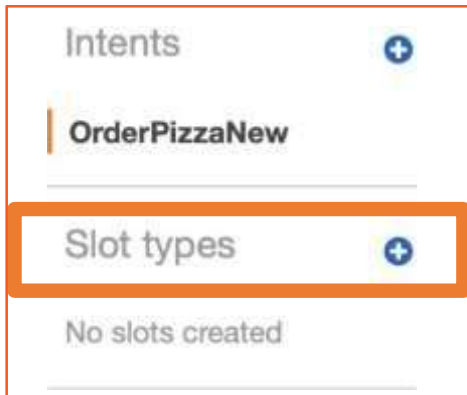 Intents
OrderPizzaNew
Slot types
No slots created